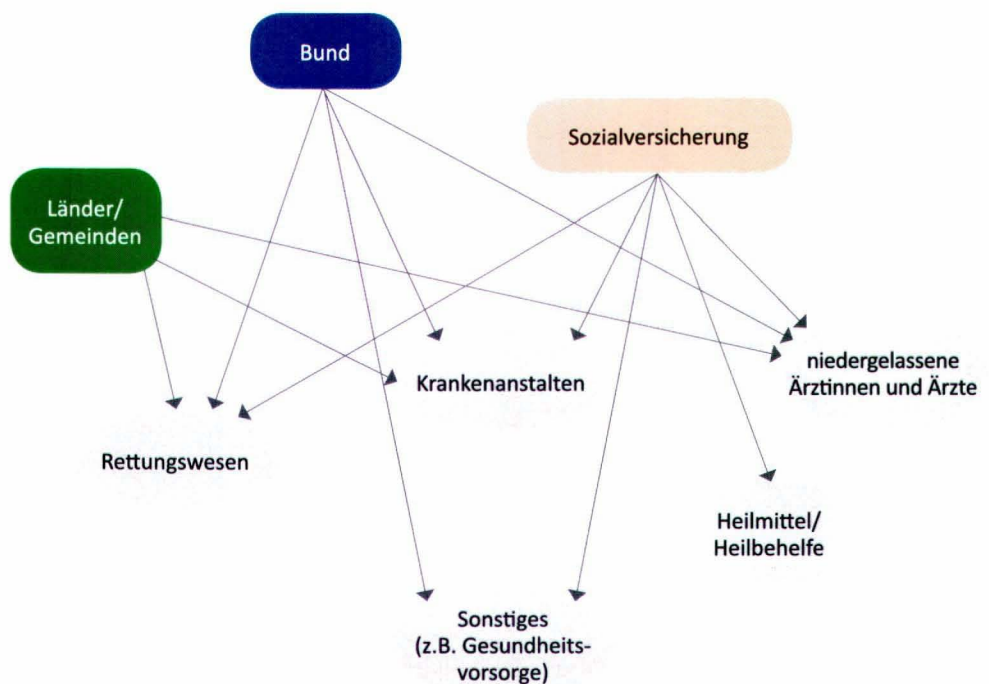 Bund
Sozialversicherung
Länder/
Gemeinden
niedergelassene
Ärztinnen und Ärzte
Krankenanstalten
Rettungswesen
Heilmittel/
Heilbehelfe
Sonstiges
(z.B. Gesundheits-
vorsorge)